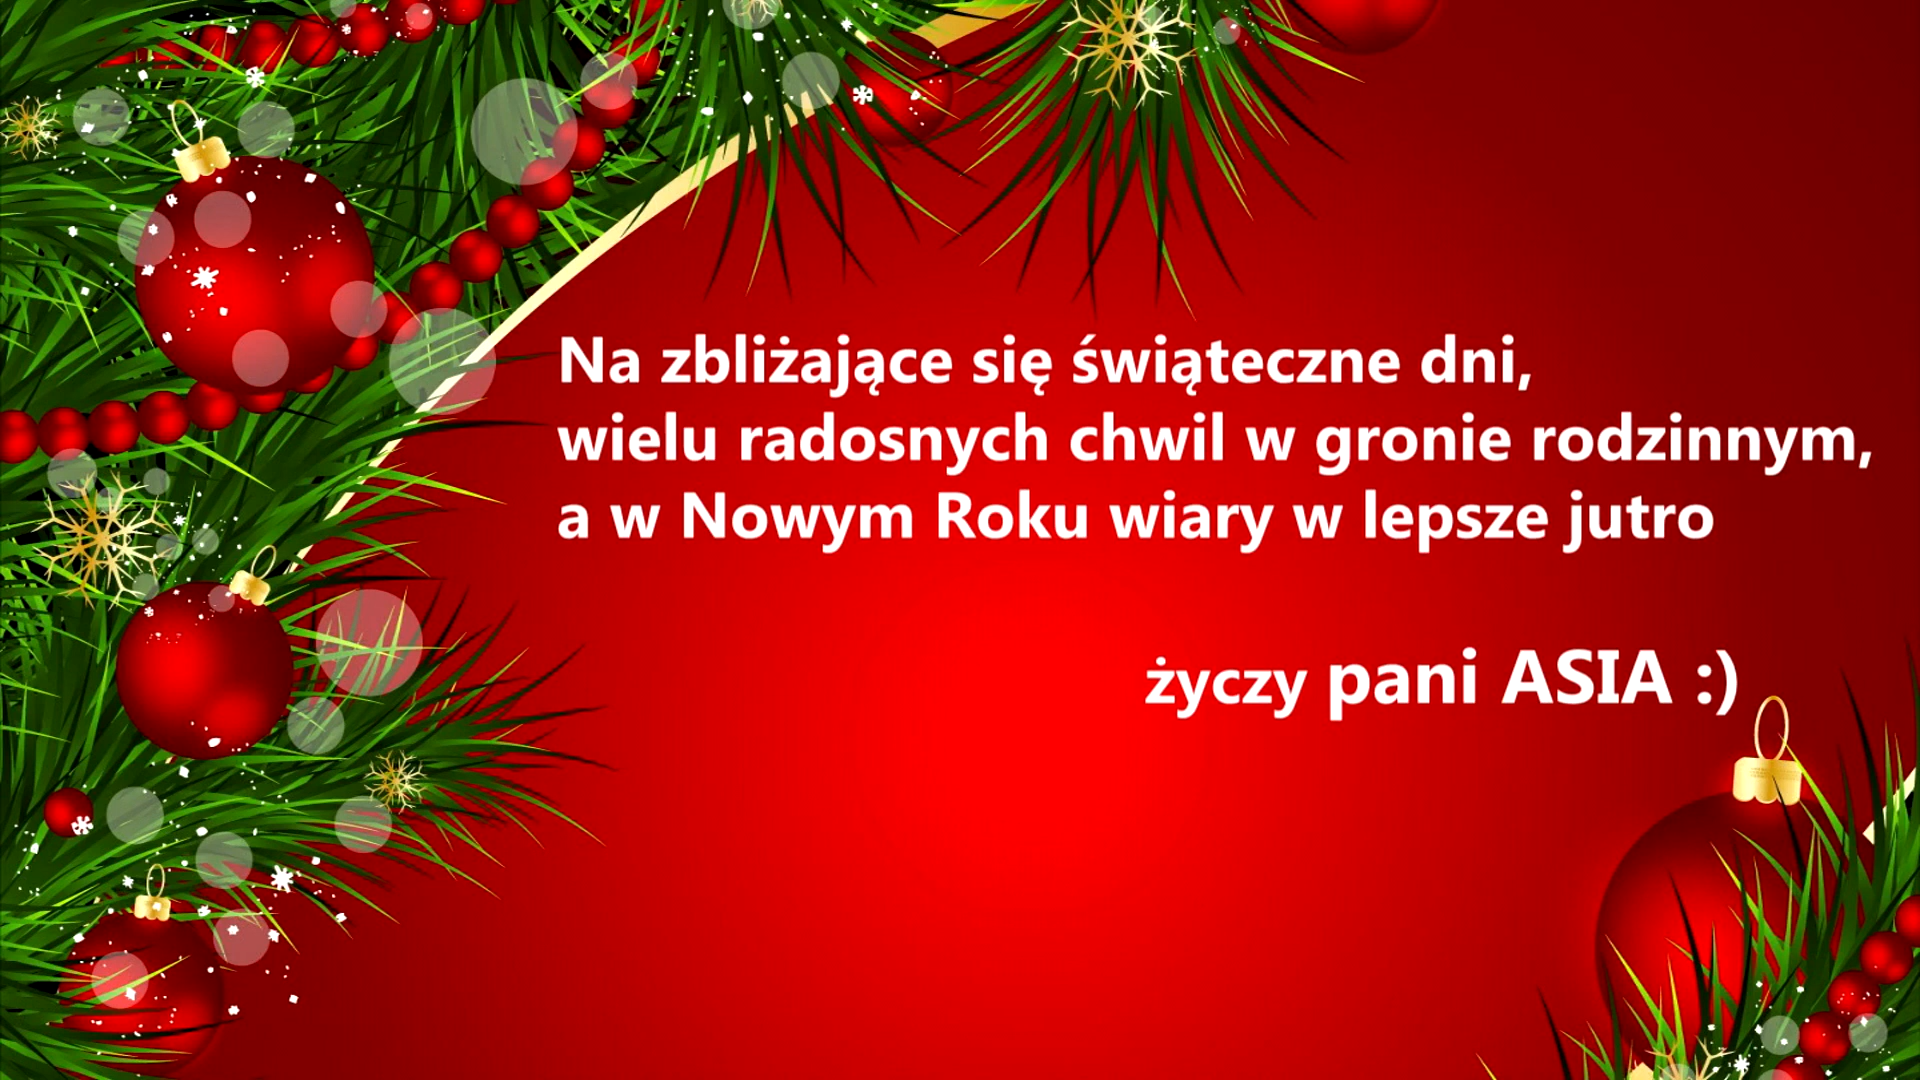 Na zbliżające się świąteczne dni,
wielu radosnych chwil w gronie rodzinnym,
a w Nowym Roku wiary w lepsze jutro
życzy pani ASIA :)